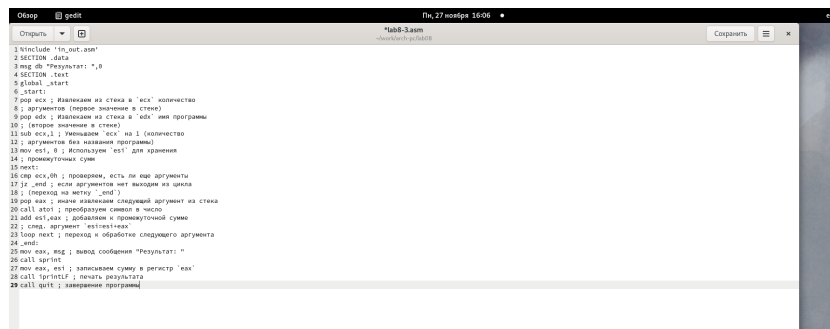 Обзор gedit Пн, 27 ноября 16:06
Открыть *lab8-3.asm Сохранить
~/work/arch-pc/lab08
1 %include 'in_out.asm'
2 SECTION .data
3 msg db "Результат: ",0
4 SECTION .text
5 global _start
6 _start:
7 pop ecx ; Извлекаем из стека в `ecx` количество
8 ; аргументов (первое значение в стеке)
9 pop edx ; Извлекаем из стека в `edx` имя программы
10 ; (второе значение в стеке)
11 sub ecx,1 ; Уменьшаем `ecx` на 1 (количество
12 ; аргументов без названия программы)
13 mov esi, 0 ; Используем `esi` для хранения
14 ; промежуточных сумм
15 next:
16 cmp ecx,0h ; проверяем, есть ли еще аргументы
17 jz _end ; если аргументов нет выходим из цикла
18 ; (переход на метку `_end`)
19 pop eax ; иначе извлекаем следующий аргумент из стека
20 call atoi ; преобразуем символ в число
21 add esi,eax ; добавляем к промежуточной сумме
22 ; след. аргумент `esi=esi+eax`
23 loop next ; переход к обработке следующего аргумента
24 _end:
25 mov eax, msg ; вывод сообщения "Результат: "
26 call sprint
27 mov eax, esi ; записываем сумму в регистр `eax`
28 call iprintLF ; печать результата
29 call quit ; завершение программы